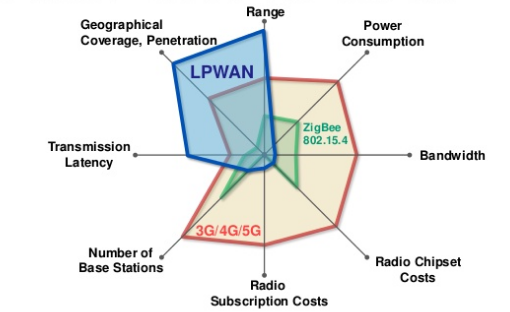 Range
Geographical
Coverage, Penetration
Power
Consumption
LPWAN
ZigBee
802.15.4
Transmission
Latency
Bandwidth
3G/4G/5G
Number of
Base Stations
Radio Chipset
Costs
Radio
Subscription Costs